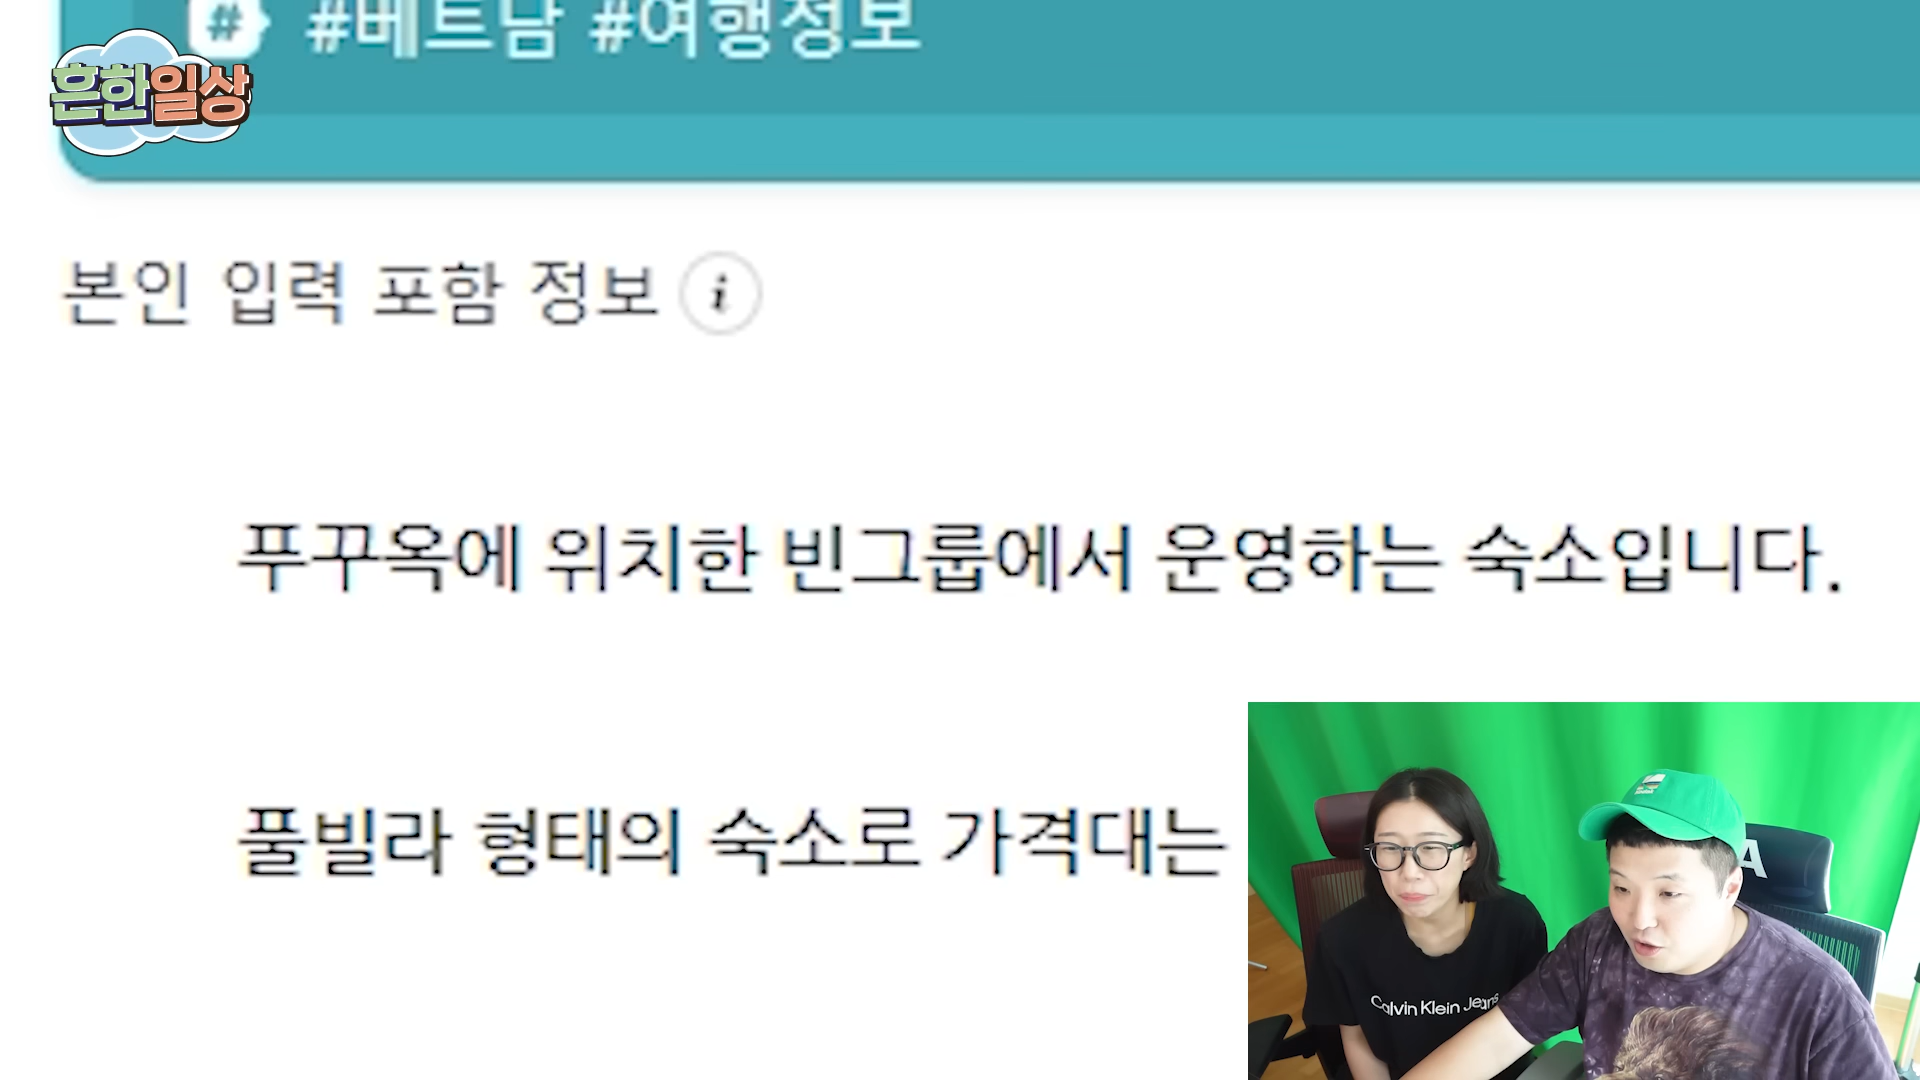 # #베트남 #여행정보
흔한일상
본인 입력 포함 정보 i
푸꾸옥에 위치한 빈그룹에서 운영하는 숙소입니다.
풀빌라 형태의 숙소로 가격대는
A
Calvin Klein Jeans